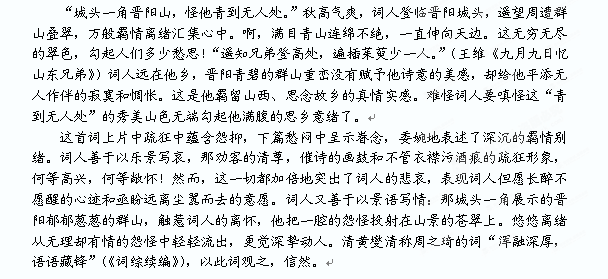 “城头一角晋阳山，怪他青到无人处。”秋高气爽，词人登临晋阳城头，遥望周遭群
山叠翠，万般羁情离绪汇集心中。啊，满目青山连绵不绝，一直伸向天边。这无穷无尽
的翠色，勾起人们多少愁思！“遥知兄弟登高处，遍插茱萸少一人。”(王维《九月九日忆
山东兄弟》)词人远在他乡，晋阳青碧的群山重峦没有赋予他诗意的美感，却给他平添无
人作伴的寂寞和惆怅。这是他羁留山西、思念故乡的真情实感。难怪词人要嗔怪这“青
到无人处”的秀美山色无端勾起他满腹的思乡意绪了。
这首词上片中疏狂中蕴含怨抑，下篇愁闷中呈示眷念，委婉地表述了深沉的羁情别
绪。词人善于以乐景写哀，那劝客的清尊，催诗的画鼓和不管衣襟污酒痕的疏狂形象，
何等高兴，何等敞怀！然而，这一切都加倍地突出了词人的悲哀，表现词人但愿长醉不
愿醒的心迹和亟盼远离尘嚣而去的意愿。词人又善于以景语写情：那城头一角展示的晋
阳郁郁葱葱的群山，触惹词人的离怀，他把一腔的怨怪投射在山景的苍翠上。悠悠离绪
从无理却有情的怨怪中轻轻流出，更觉深挚动人。清黄燮清称周之琦的词“浑融深厚，
语语藏锋”(《词综续编》)，以此词观之，信然。